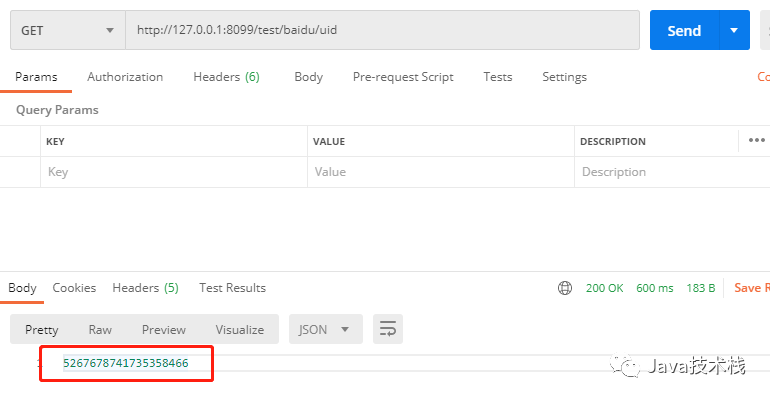 GET http://127.0.0.1:8099/test/baidu/uid Send
Params Authorization Headers (6) Body Pre-request Script Tests Settings Co
Query Params
KEY VALUE DESCRIPTION
Key Value Description
Body Cookies Headers (5) Test Results 200 OK 600 ms 183 B Save R
Pretty Raw Preview Visualize JSON
1 5267678741735358466
Java技术栈